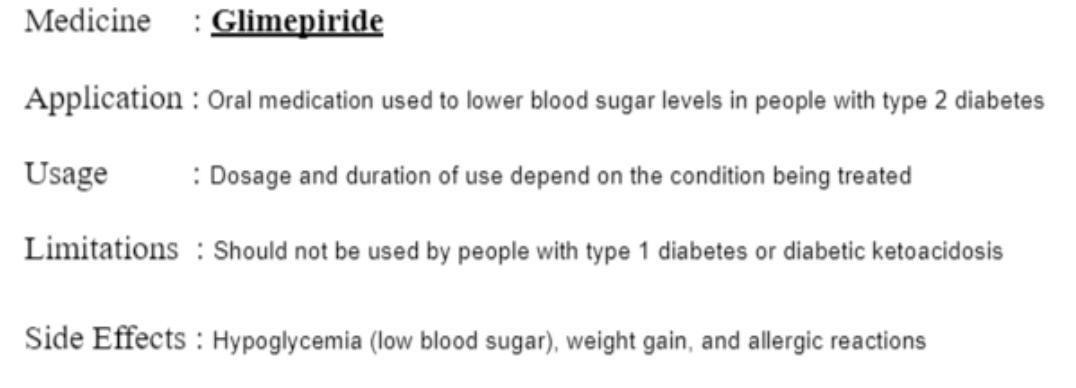 Medicine : Glimepiride
Application : Oral medication used to lower blood sugar levels in people with type 2 diabetes
Usage : Dosage and duration of use depend on the condition being treated
Limitations : Should not be used by people with type 1 diabetes or diabetic ketoacidosis
Side Effects : Hypoglycemia (low blood sugar), weight gain, and allergic reactions